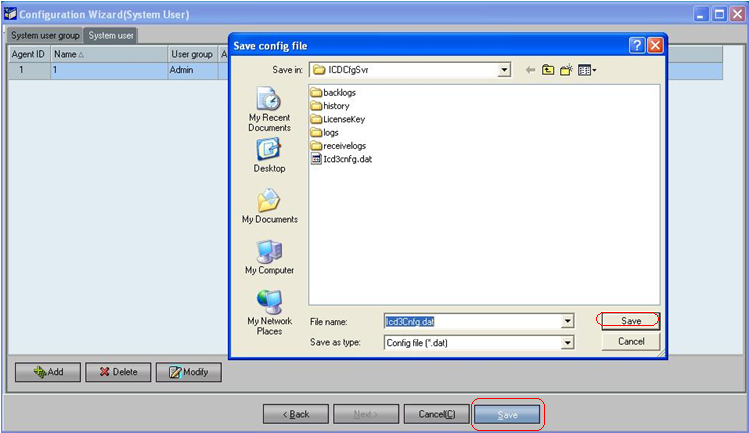 Configuration Wizard(System User)
System user group System user
Agent ID Name User group A
1 1 Admin
Save config file
Save in: ICDCfgSvr
My Recent Documents
Desktop
My Documents
My Computer
My Network Places
backlogs
history
LicenseKey
logs
receivelogs
Icd3cnfg.dat
File name: Icd3Cnfg.dat Save
Save as type: Config file (*.dat) Cancel
Add Delete Modify
< Back Next > Cancel(C) Save